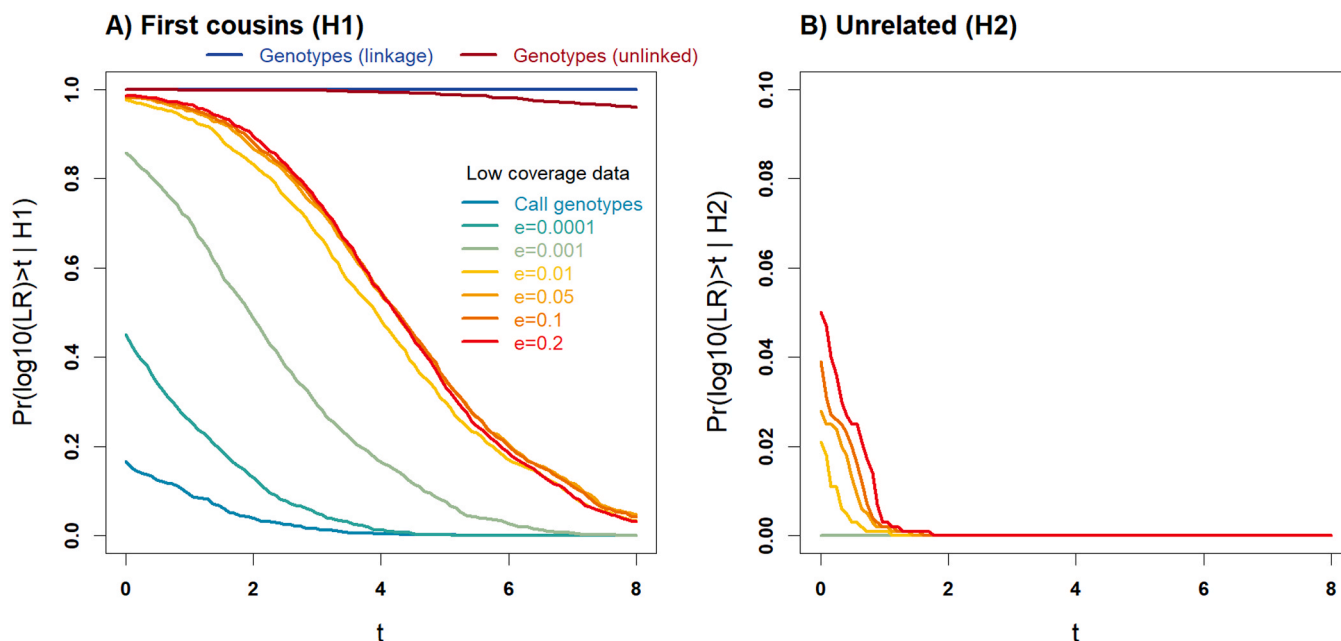 A) First cousins (H1)
Genotypes (linkage) Genotypes (unlinked)
Pr(log10(LR)>t | H1)
1.0
0.8
0.6
0.4
0.2
0.0
Low coverage data
Call genotypes
e=0.0001
e=0.001
e=0.01
e=0.05
e=0.1
e=0.2
0 2 4 6 8
t
B) Unrelated (H2)
Pr(log10(LR)>t | H2)
0.10
0.08
0.06
0.04
0.02
0.00
0 2 4 6 8
t